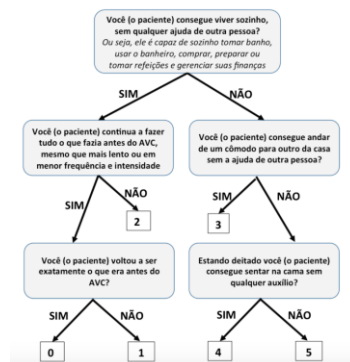 Você (o paciente) consegue viver sozinho,
sem qualquer ajuda de outra pessoa?
Ou seja, ele é capaz de sozinho tomar banho,
usar o banheiro, comprar, preparar ou
tomar refeições e gerenciar suas finanças
SIM
NÃO
Você (o paciente) continua a fazer
tudo o que fazia antes do AVC,
mesmo que mais lento ou em
menor frequência e intensidade
Você (o paciente) consegue andar
de um cômodo para outro da casa
sem a ajuda de outra pessoa?
SIM
NÃO
2
SIM
NÃO
3
Você (o paciente) voltou a ser
exatamente o que era antes do
AVC?
Estando deitado você (o paciente)
consegue sentar na cama sem
qualquer auxílio?
SIM
NÃO
SIM
NÃO
0
1
4
5